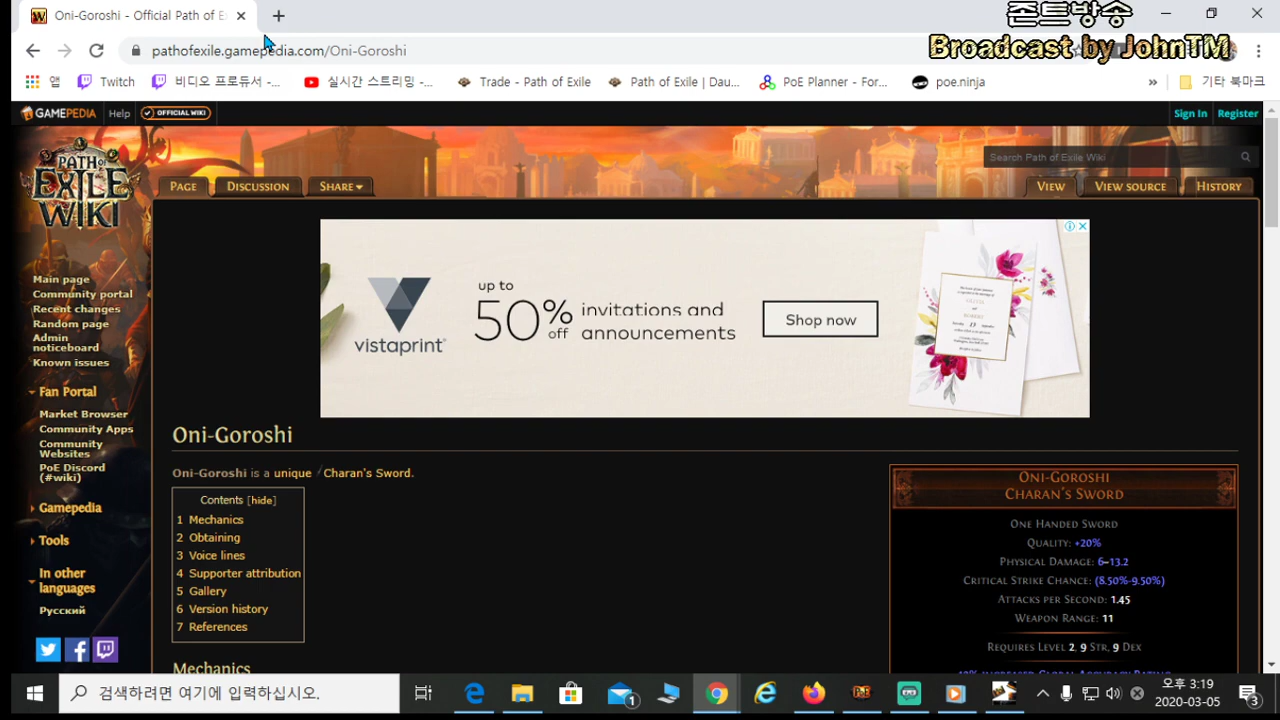 Oni-Goroshi - Official Path of E
존트방송
Broadcast by JohnTM
pathofexile.gamepedia.com/Oni-Goroshi
앱
Twitch
비디오 프로듀서 -...
실시간 스트리밍 -...
Trade - Path of Exile
Path of Exile | Dau...
PoE Planner - For...
poe.ninja
»
기타 북마크
GAMEPEDIA
Help
OFFICIAL WIKI
Sign In
Register
PATH OF EXILE WIKI
Search Path of Exile Wiki
PAGE
DISCUSSION
SHARE
VIEW
VIEW SOURCE
HISTORY
Main page
Community portal
Recent changes
Random page
Admin
noticeboard
Known issues
Fan Portal
Market Browser
Community Apps
Community
Websites
PoE Discord
(#wiki)
Gamepedia
Tools
In other
languages
Русский
vistaprint
up to
50% off
invitations and
announcements
Shop now
Oni-Goroshi
Oni-Goroshi is a unique Charan's Sword.
Contents [hide]
1 Mechanics
2 Obtaining
3 Voice lines
4 Supporter attribution
5 Gallery
6 Version history
7 References
Mechanics
ONI-GOROSHI
CHARAN'S SWORD
ONE HANDED SWORD
QUALITY: +20%
PHYSICAL DAMAGE: 6–13.2
CRITICAL STRIKE CHANCE: (8.50%-9.50%)
ATTACKS PER SECOND: 1.45
WEAPON RANGE: 11
REQUIRES LEVEL 2, 9 STR, 9 DEX
검색하려면 여기에 입력하십시오.
1
오후 3:19
2020-03-05
3